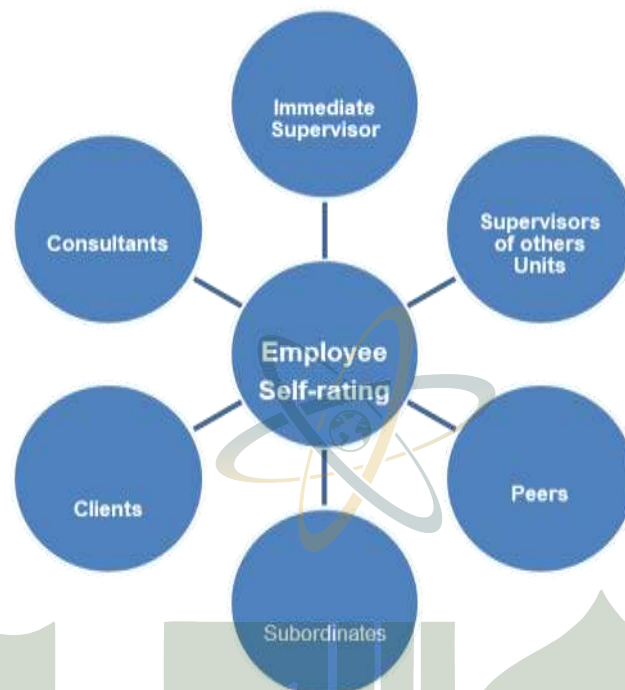 Immediate
Supervisor
Consultants
Supervisors
of others
Units
Employee
Self-rating
Clients
Peers
Subordinates